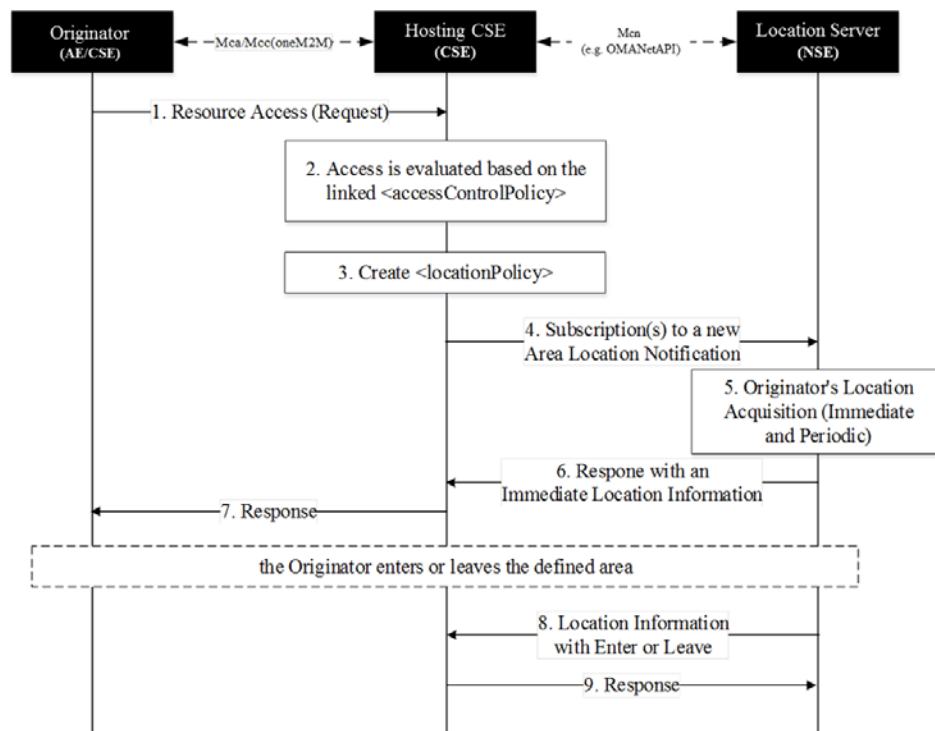 Originator
(AE/CSE)
Mca/Mcc(oneM2M)
Hosting CSE
(CSE)
Mcn
(e.g. OMANetAPI)
Location Server
(NSE)
1. Resource Access (Request)
2. Access is evaluated based on the
linked <accessControlPolicy>
3. Create <locationPolicy>
4. Subscription(s) to a new
Area Location Notification
5. Originator's Location
Acquisition (Immediate
and Periodic)
6. Respone with an
Immediate Location Information
7. Response
the Originator enters or leaves the defined area
8. Location Information
with Enter or Leave
9. Response